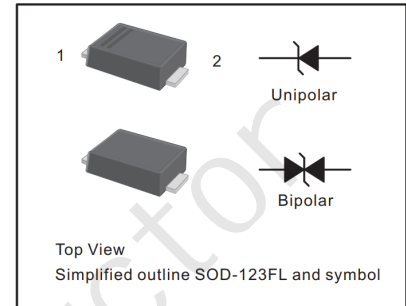 1
2
Unipolar
Bipolar
Top View
Simplified outline SOD-123FL and symbol